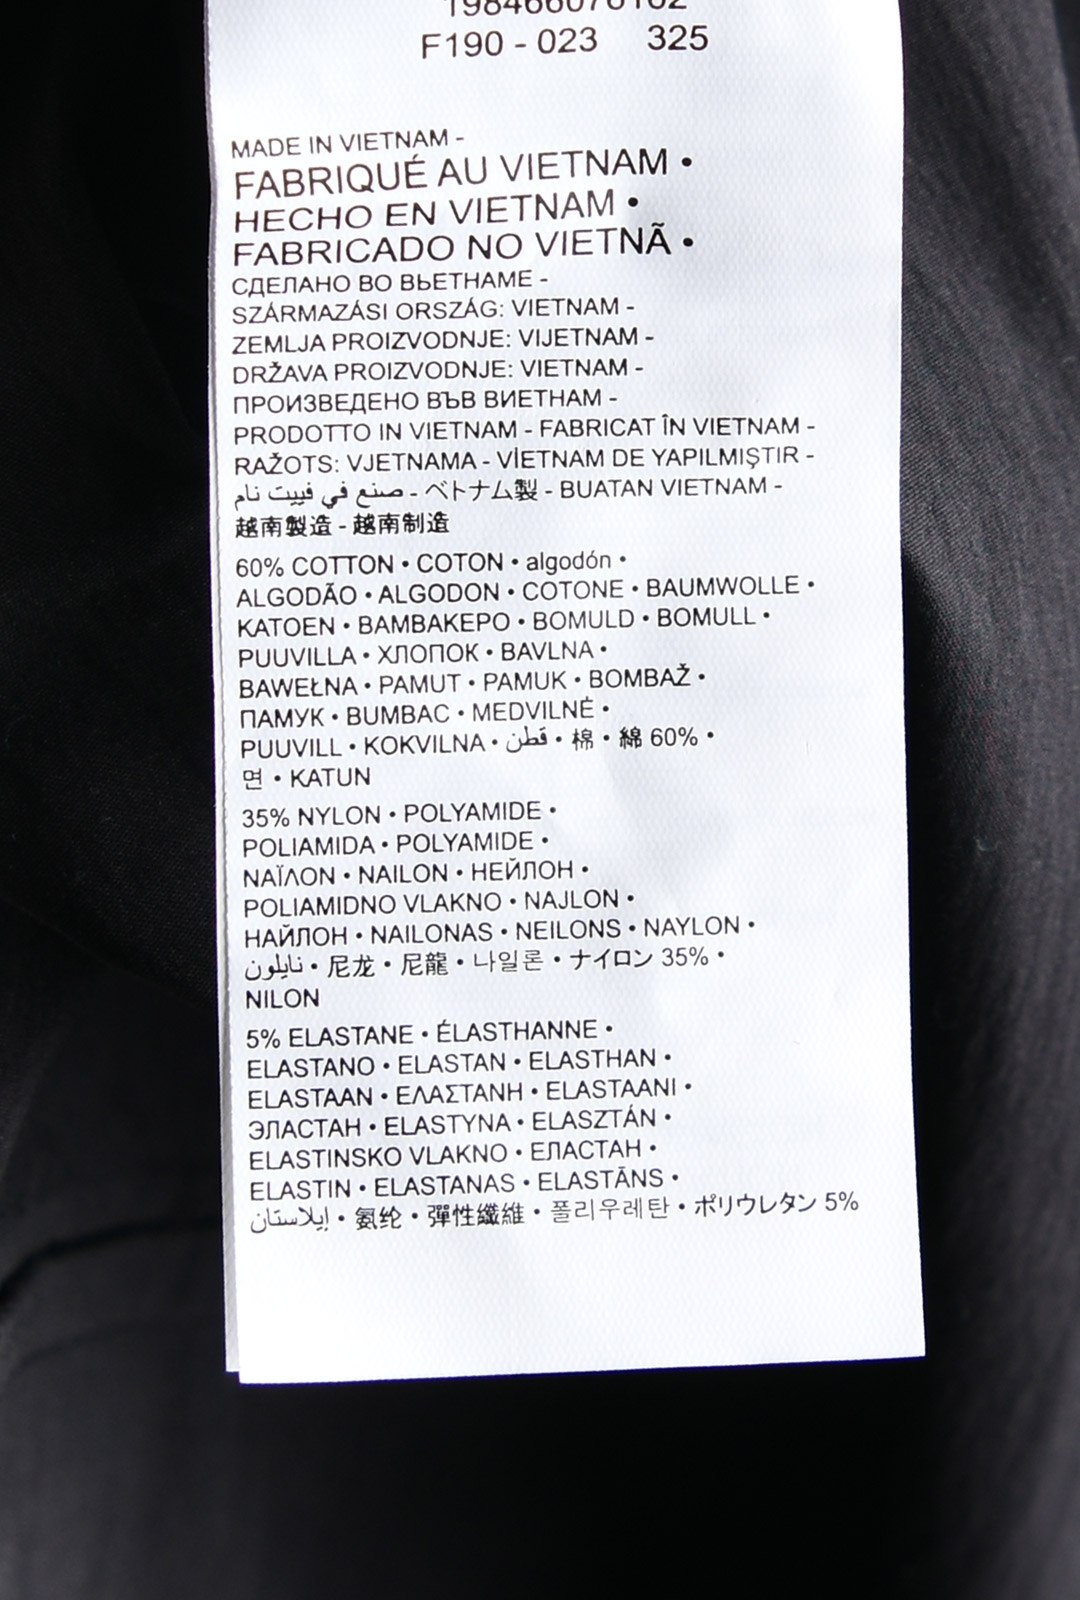 F190 - 023 325
MADE IN VIETNAM -
FABRIQUÉ AU VIETNAM •
HECHO EN VIETNAM •
FABRICADO NO VIETNÃ •
СДЕЛАНО ВО ВЬЕТНАМЕ -
SZÁRMAZÁSI ORSZÁG: VIETNAM -
ZEMLJA PROIZVODNJE: VIJETNAM -
DRŽAVA PROIZVODNJE: VIETNAM -
ПРОИЗВЕДЕНО ВЪВ ВИЕТНАМ -
PRODOTTO IN VIETNAM - FABRICAT ÎN VIETNAM -
RAŽOTS: VJETNAMA - VİETNAM DE YAPILMIŞTIR -
صنع في فييت نام - ベトナム製 - BUATAN VIETNAM -
越南製造 - 越南制造
60% COTTON • COTON • algodón •
ALGODÃO • ALGODON • COTONE • BAUMWOLLE •
KATOEN • ΒΑΜΒΑΚΕΡΟ • BOMULD • BOMULL •
PUUVILLA • ХЛОПОК • BAVLNA •
BAWEŁNA • PAMUT • PAMUK • BOMBAŽ •
ПАМУК • BUMBAC • MEDVILNĖ •
PUUVILL • KOKVILNA • قطن • 棉 • 綿 60% •
면 • KATUN
35% NYLON • POLYAMIDE •
POLIAMIDA • POLYAMIDE •
ΝΑΪΛΟΝ • NAILON • НЕЙЛОН •
POLIAMIDNO VLAKNO • NAJLON •
НАЙЛОН • NAILONAS • NEILONS • NAYLON •
نايلون • 尼龙 • 尼龍 • 나일론 • ナイロン 35% •
NILON
5% ELASTANE • ÉLASTHANNE •
ELASTANO • ELASTAN • ELASTHAN •
ELASTAAN • ΕΛΑΣΤΑΝΗ • ELASTAANI •
ЭЛАСТАН • ELASTYNA • ELASZTÁN •
ELASTINSKO VLAKNO • ЕЛАСТАН •
ELASTIN • ELASTANAS • ELASTĀNS •
إيلاستان • 氨纶 • 彈性纖維 • 폴리우레탄 • ポリウレタン 5%